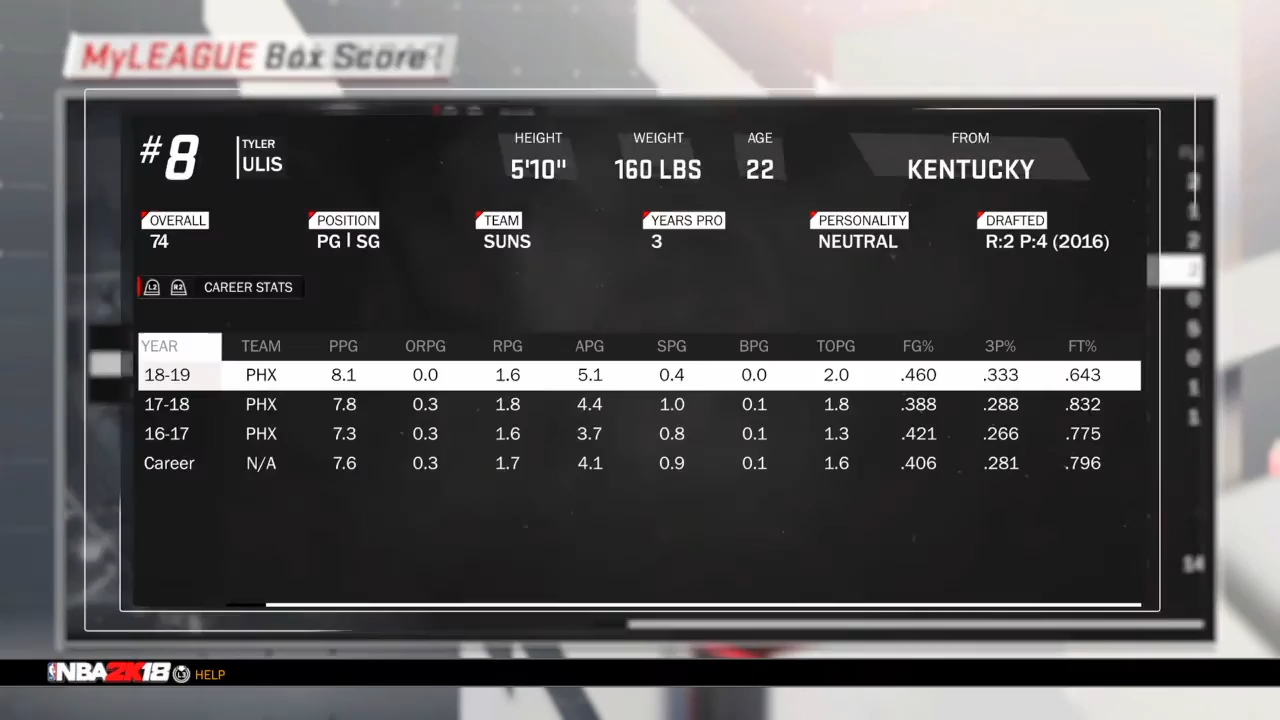 MyLEAGUE Box Score
#8 TYLER ULIS
HEIGHT WEIGHT AGE FROM
5'10" 160 LBS 22 KENTUCKY
OVERALL POSITION TEAM YEARS PRO PERSONALITY DRAFTED
74 PG | SG SUNS 3 NEUTRAL R:2 P:4 (2016)
L2 R2 CAREER STATS
YEAR TEAM PPG ORPG RPG APG SPG BPG TOPG FG% 3P% FT%
18-19 PHX 8.1 0.0 1.6 5.1 0.4 0.0 2.0 .460 .333 .643
17-18 PHX 7.8 0.3 1.8 4.4 1.0 0.1 1.8 .388 .288 .832
16-17 PHX 7.3 0.3 1.6 3.7 0.8 0.1 1.3 .421 .266 .775
Career N/A 7.6 0.3 1.7 4.1 0.9 0.1 1.6 .406 .281 .796
14
NBA 2K18 HELP